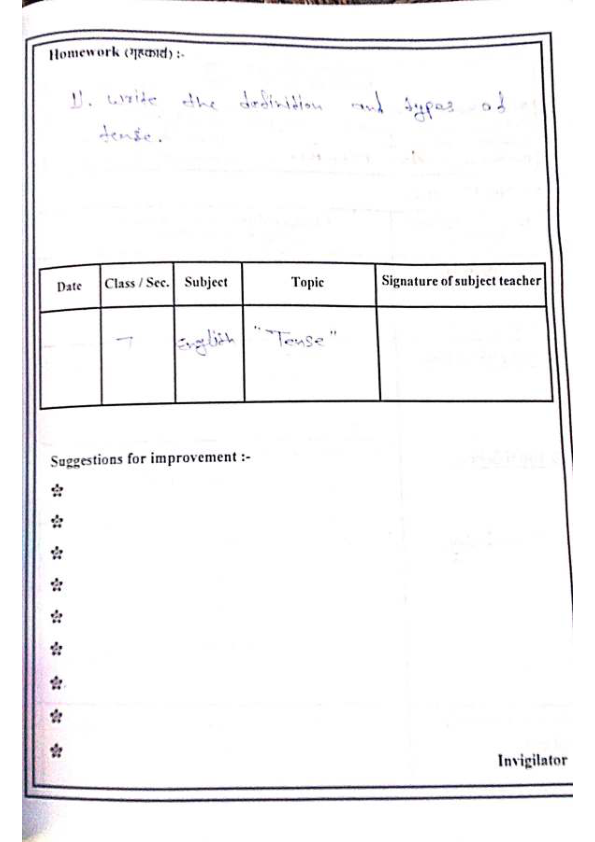 Homework (गृहकार्य) :-
1). write the definition and types of
tense.
Date Class / Sec. Subject Topic Signature of subject teacher
7 English "Tense"
Suggestions for improvement :-
Invigilator